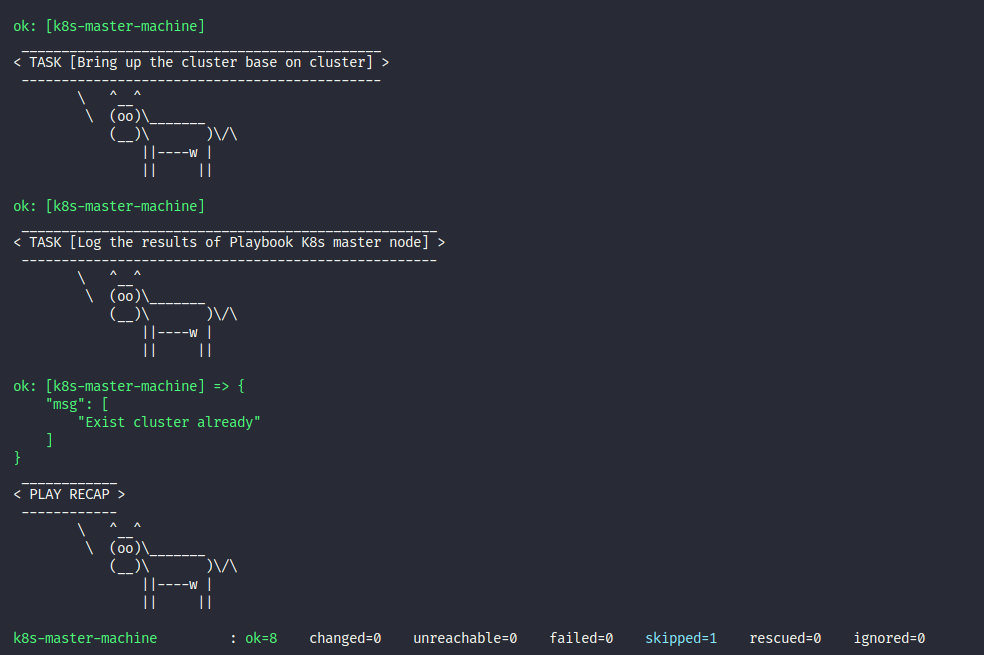 ok: [k8s-master-machine]
 _____________________________________________
< TASK [Bring up the cluster base on cluster] >
 ---------------------------------------------
        \   ^__^
         \  (oo)\_______
            (__)\       )\/\
                ||----w |
                ||     ||
ok: [k8s-master-machine]
 ____________________________________________________
< TASK [Log the results of Playbook K8s master node] >
 ----------------------------------------------------
        \   ^__^
         \  (oo)\_______
            (__)\       )\/\
                ||----w |
                ||     ||
ok: [k8s-master-machine] => {
    "msg": [
        "Exist cluster already"
    ]
}
 ____________
< PLAY RECAP >
 ------------
        \   ^__^
         \  (oo)\_______
            (__)\       )\/\
                ||----w |
                ||     ||
k8s-master-machine         : ok=8    changed=0    unreachable=0    failed=0    skipped=1    rescued=0    ignored=0